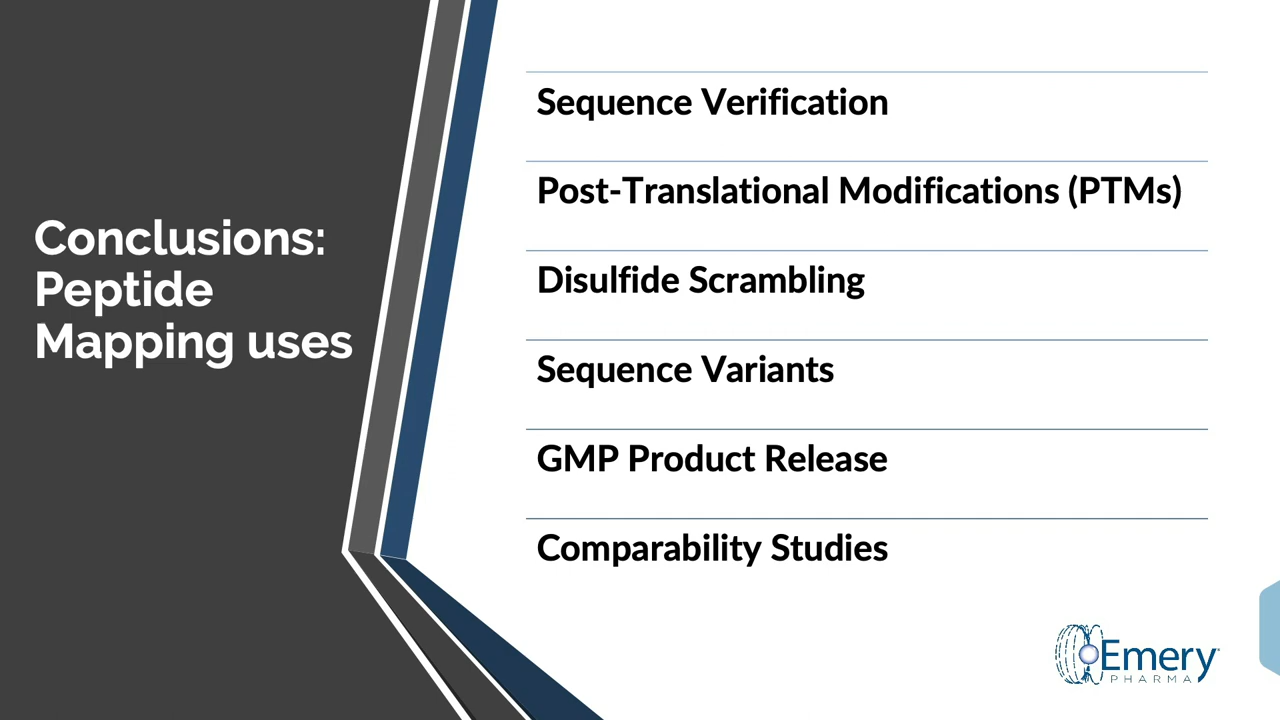 Conclusions:
Peptide
Mapping uses
Sequence Verification
Post-Translational Modifications (PTMs)
Disulfide Scrambling
Sequence Variants
GMP Product Release
Comparability Studies
Emery
PHARMA